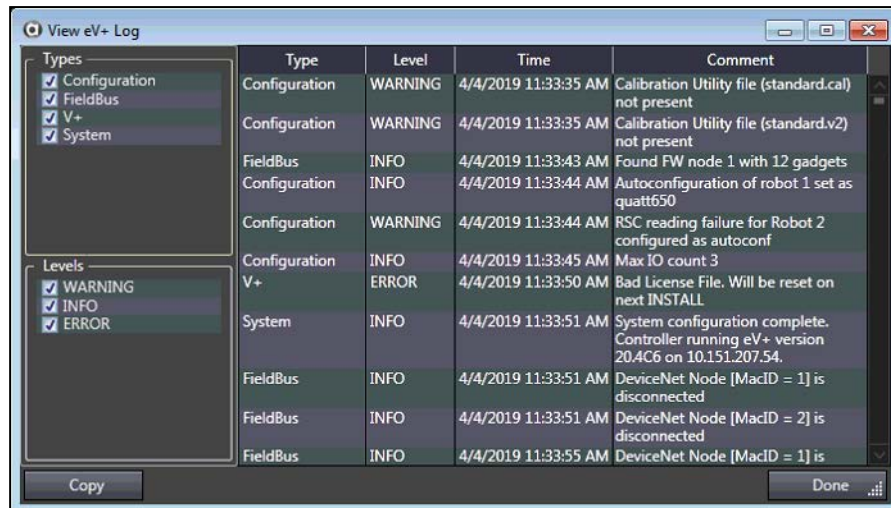 View eV+ Log
Types
Configuration
FieldBus
V+
System
Levels
WARNING
INFO
ERROR
Type Level Time Comment
Configuration WARNING 4/4/2019 11:33:35 AM Calibration Utility file (standard.cal)
not present
Configuration WARNING 4/4/2019 11:33:35 AM Calibration Utility file (standard.v2)
not present
FieldBus INFO 4/4/2019 11:33:43 AM Found FW node 1 with 12 gadgets
Configuration INFO 4/4/2019 11:33:44 AM Autoconfiguration of robot 1 set as
quatt650
Configuration WARNING 4/4/2019 11:33:44 AM RSC reading failure for Robot 2
configured as autoconf
Configuration INFO 4/4/2019 11:33:45 AM Max IO count 3
V+ ERROR 4/4/2019 11:33:50 AM Bad License File. Will be reset on
next INSTALL
System INFO 4/4/2019 11:33:51 AM System configuration complete.
Controller running eV+ version
20.4C6 on 10.151.207.54.
FieldBus INFO 4/4/2019 11:33:51 AM DeviceNet Node [MacID = 1] is
disconnected
FieldBus INFO 4/4/2019 11:33:51 AM DeviceNet Node [MacID = 2] is
disconnected
FieldBus INFO 4/4/2019 11:33:55 AM DeviceNet Node [MacID = 1] is
Copy Done